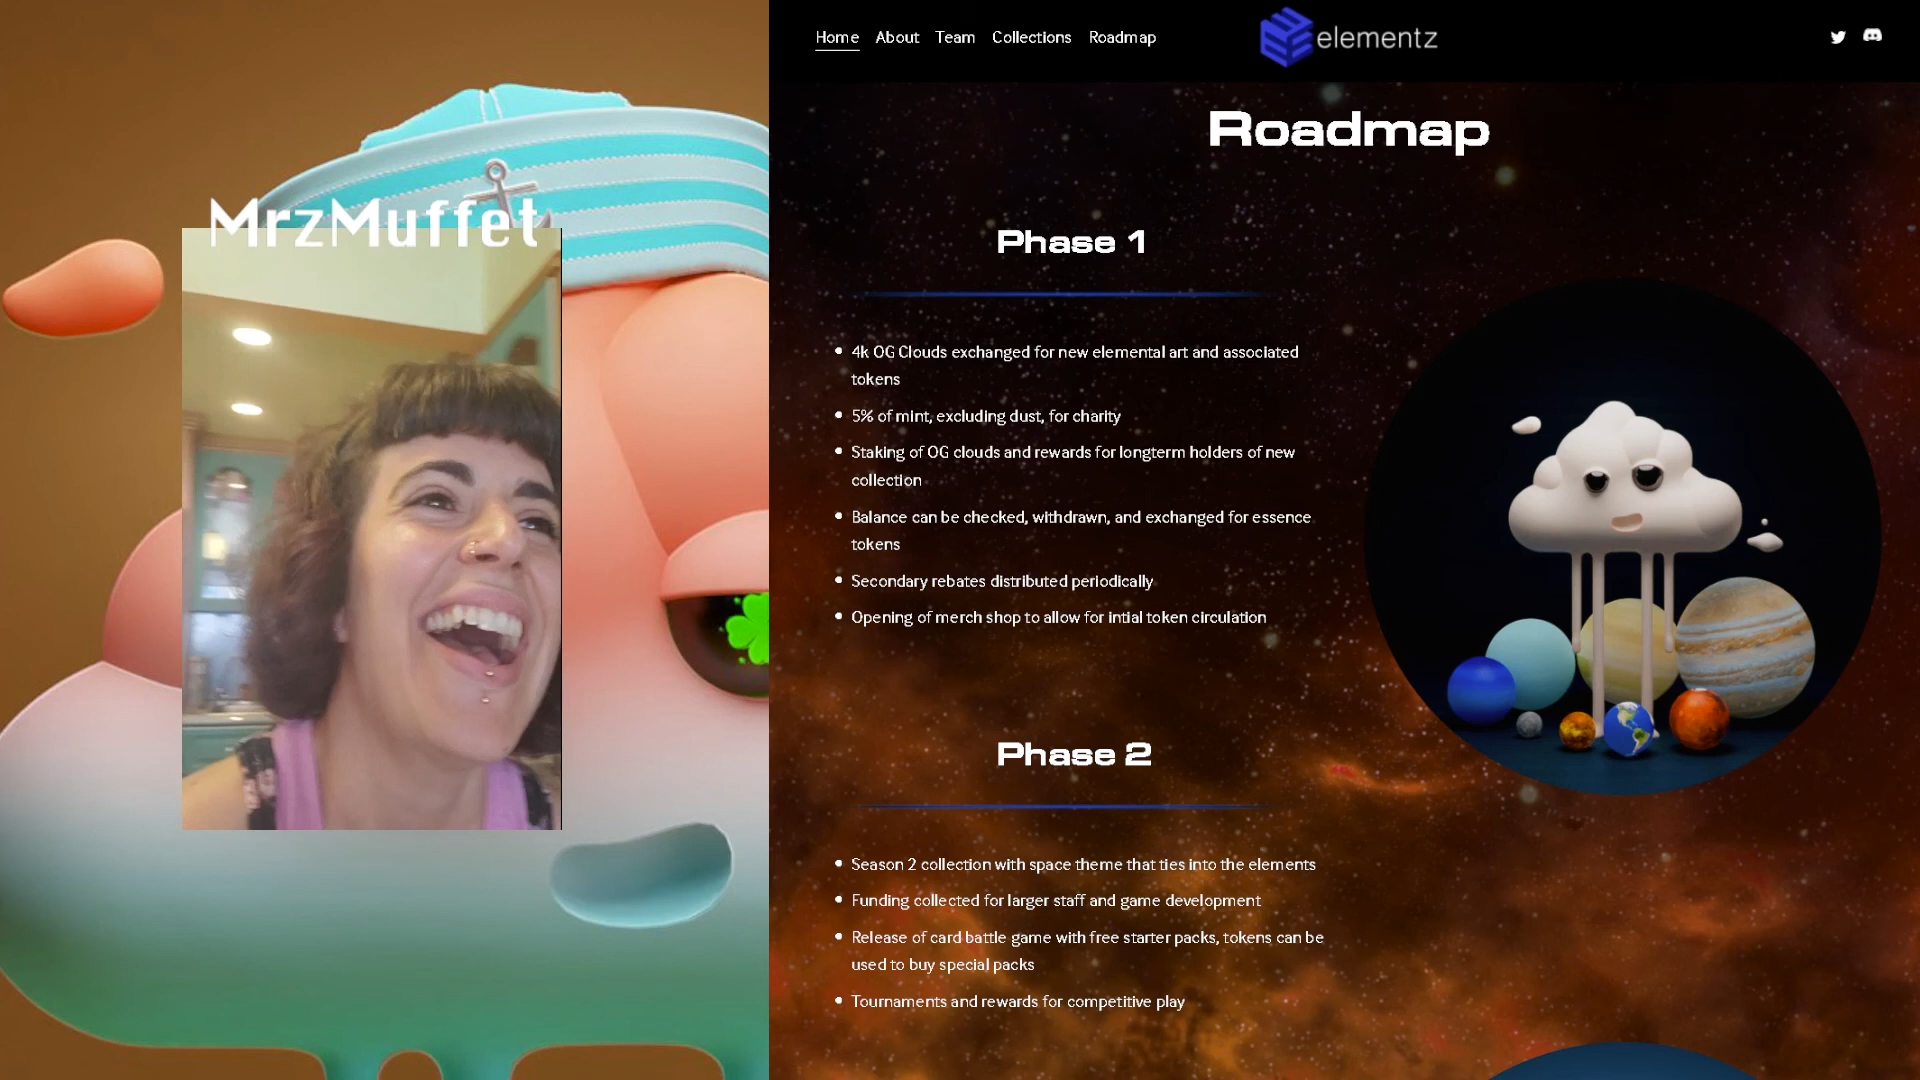 Home About Team Collections Roadmap
elementz
MrzMuffet
Roadmap
Phase 1
4k OG Clouds exchanged for new elemental art and associated
tokens
5% of mint, excluding dust, for charity
Staking of OG clouds and rewards for longterm holders of new
collection
Balance can be checked, withdrawn, and exchanged for essence
tokens
Secondary rebates distributed periodically
Opening of merch shop to allow for intial token circulation
Phase 2
Season 2 collection with space theme that ties into the elements
Funding collected for larger staff and game development
Release of card battle game with free starter packs, tokens can be
used to buy special packs
Tournaments and rewards for competitive play